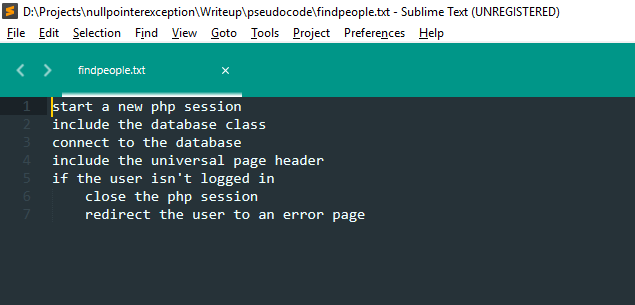 D:\Projects\nullpointerexception\Writeup\pseudocode\findpeople.txt - Sublime Text (UNREGISTERED)
File Edit Selection Find View Goto Tools Project Preferences Help
findpeople.txt ×
1 start a new php session
2 include the database class
3 connect to the database
4 include the universal page header
5 if the user isn't logged in
6     close the php session
7     redirect the user to an error page